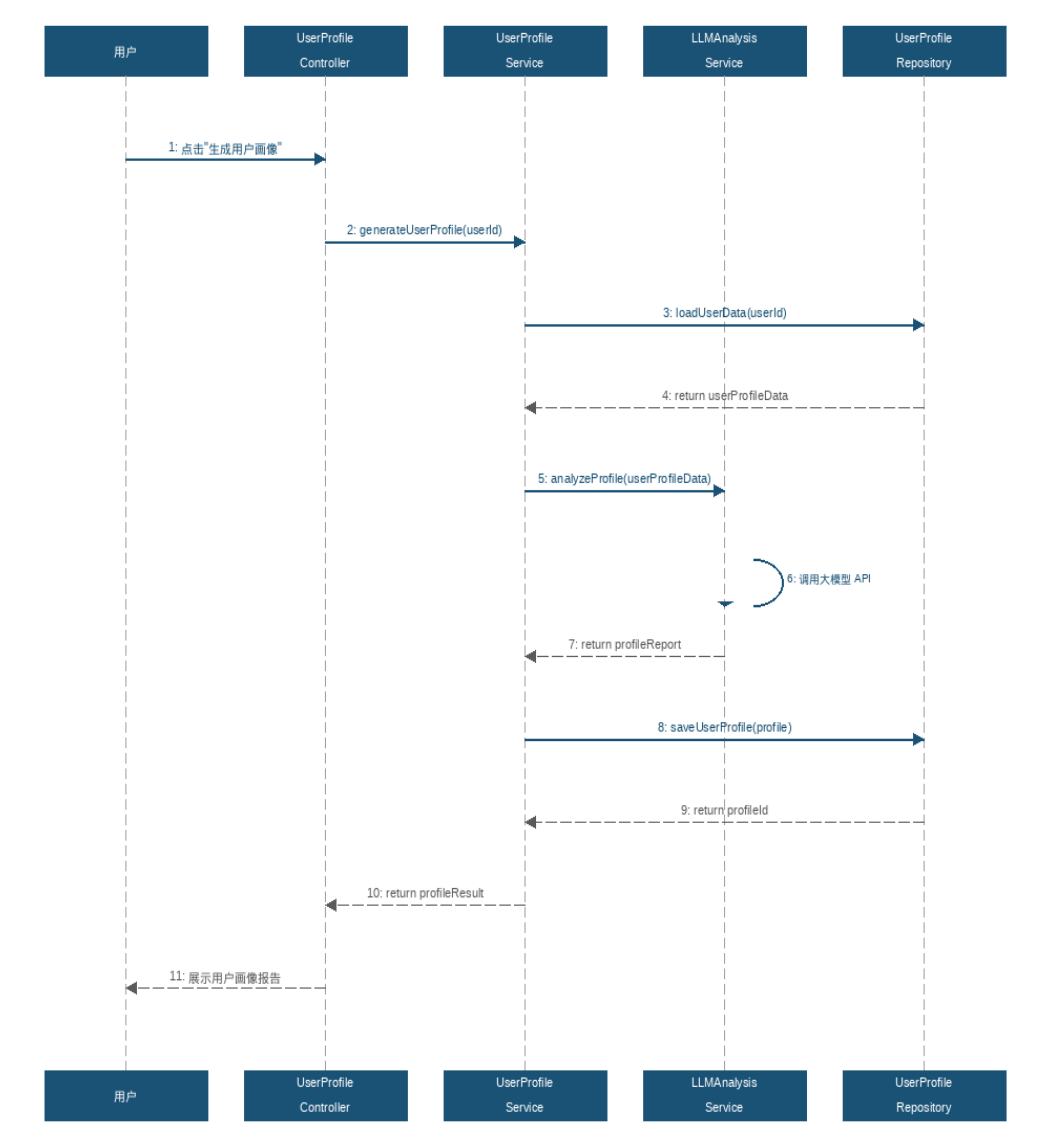 用户
UserProfile
Controller
UserProfile
Service
LLMAnalysis
Service
UserProfile
Repository
1: 点击"生成用户画像"
2: generateUserProfile(userId)
3: loadUserData(userId)
4: return userProfileData
5: analyzeProfile(userProfileData)
6: 调用大模型 API
7: return profileReport
8: saveUserProfile(profile)
9: return profileId
10: return profileResult
11: 展示用户画像报告
用户
UserProfile
Controller
UserProfile
Service
LLMAnalysis
Service
UserProfile
Repository